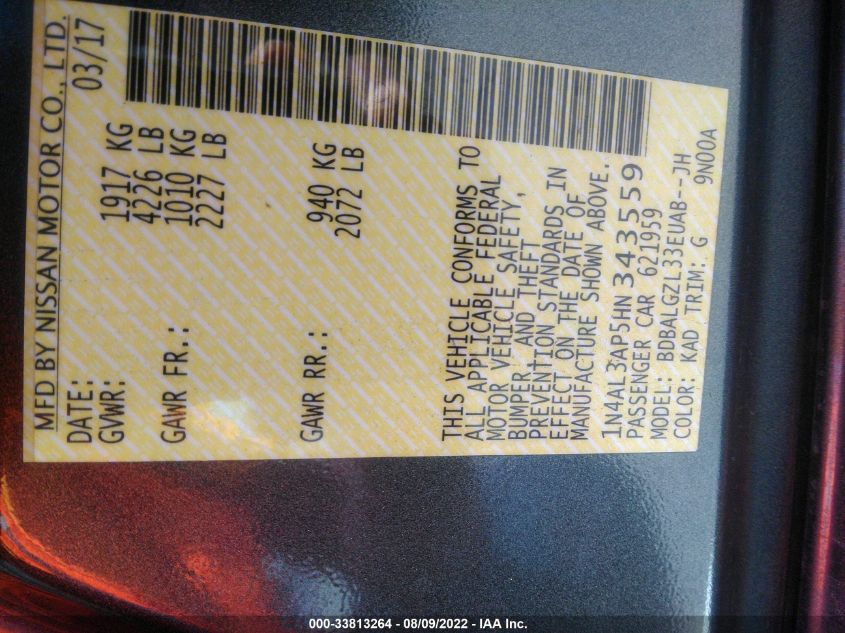 MFD BY NISSAN MOTOR CO., LTD.
DATE: 03/17
GVWR: 1917 KG
4226 LB
GAWR FR.: 1010 KG
2227 LB
GAWR RR.: 940 KG
2072 LB
THIS VEHICLE CONFORMS TO
ALL APPLICABLE FEDERAL
MOTOR VEHICLE SAFETY,
BUMPER, AND THEFT
PREVENTION STANDARDS IN
EFFECT ON THE DATE OF
MANUFACTURE SHOWN ABOVE.
1N4AL3AP5HN343559
PASSENGER CAR 621959
MODEL: BDBALGZL33EUAB--JH
COLOR: KAD TRIM: G 9N00A
000-33813264 - 08/09/2022 - IAA Inc.